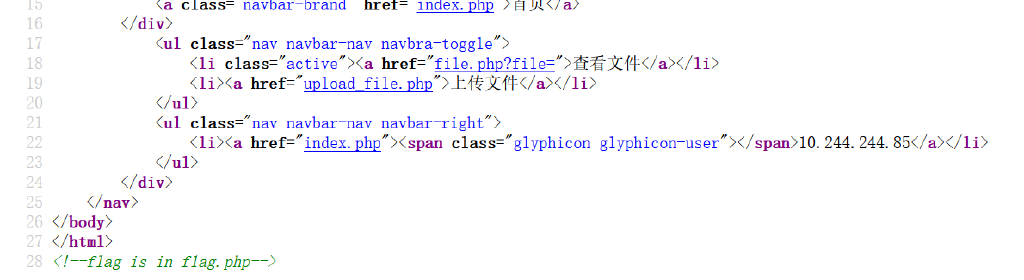 15 <a class="navbar-brand" href="index.php">首页</a>
16 </div>
17 <ul class="nav navbar-nav navbra-toggle">
18 <li class="active"><a href="file.php?file=">查看文件</a></li>
19 <li><a href="upload_file.php">上传文件</a></li>
20 </ul>
21 <ul class="nav navbar-nav navbar-right">
22 <li><a href="index.php"><span class="glyphicon glyphicon-user"></span>10.244.244.85</a></li>
23 </ul>
24 </div>
25 </nav>
26 </body>
27 </html>
28 <!--flag is in flag.php-->